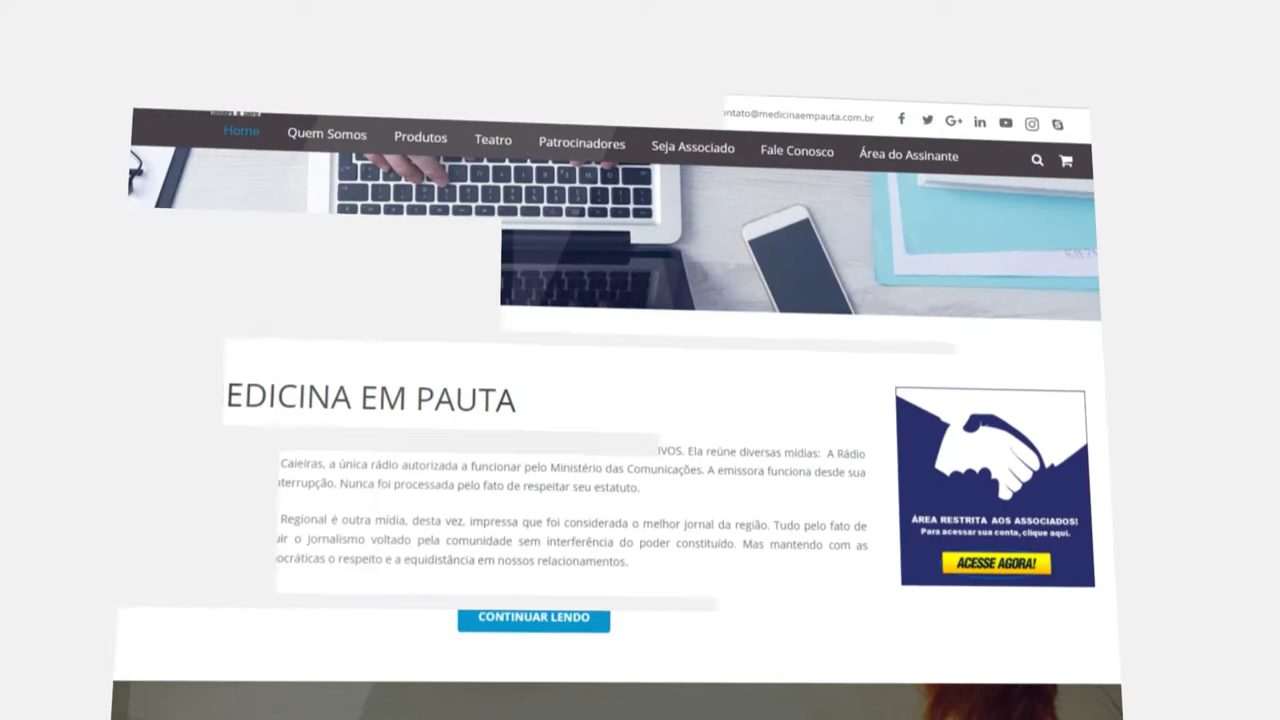 ontato@medicinaempauta.com.br
Home Quem Somos Produtos Teatro Patrocinadores Seja Associado Fale Conosco Área do Assinante
EDICINA EM PAUTA
IVOS. Ela reúne diversas mídias: A Rádio
Caieiras, a única rádio autorizada a funcionar pelo Ministério das Comunicações. A emissora funciona desde sua
terrupção. Nunca foi processada pelo fato de respeitar seu estatuto.
Regional é outra mídia, desta vez, impressa que foi considerada o melhor jornal da região. Tudo pelo fato de
ir o jornalismo voltado pela comunidade sem interferência do poder constituído. Mas mantendo com as
ocráticas o respeito e a equidistância em nossos relacionamentos.
ÁREA RESTRITA AOS ASSOCIADOS!
Para acessar sua conta, clique aqui.
ACESSE AGORA!
CONTINUAR LENDO